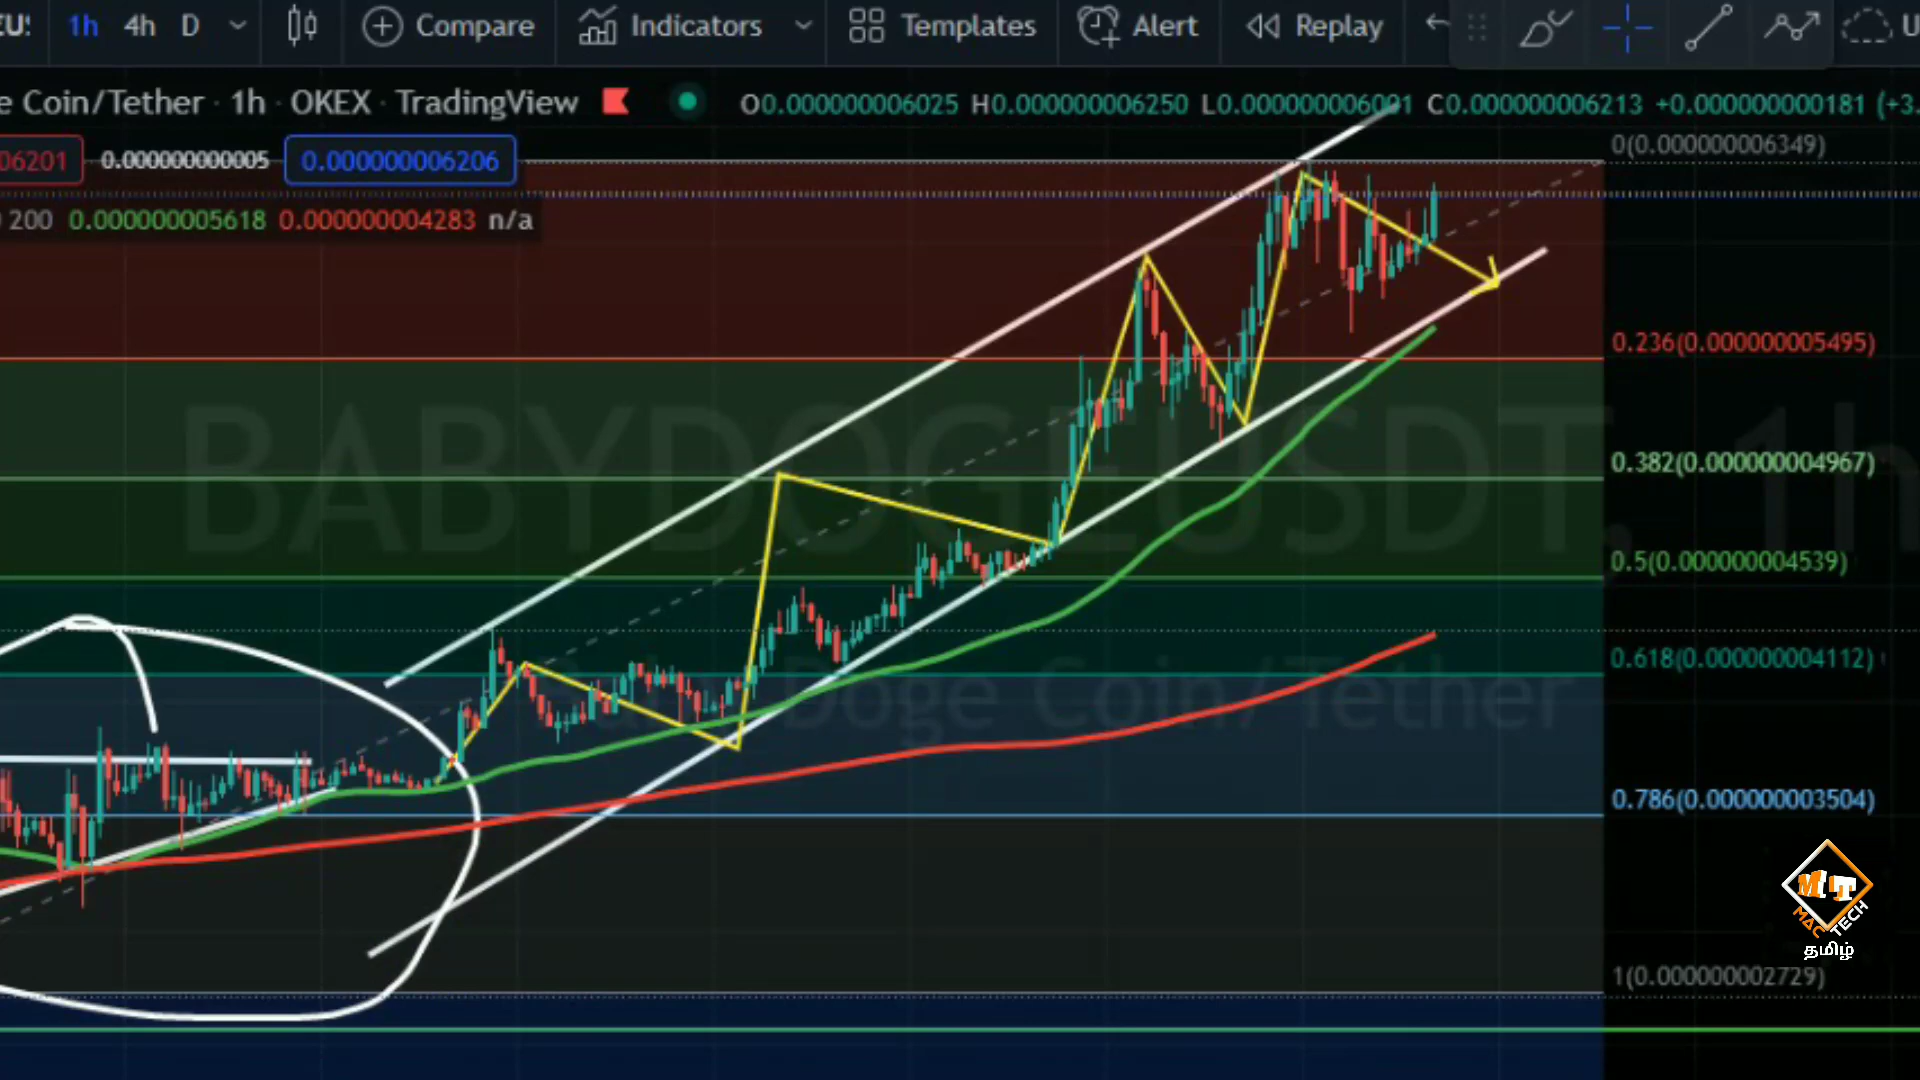 1h 4h D Compare Indicators Templates Alert Replay
e Coin/Tether · 1h · OKEX · TradingView O0.000000006025 H0.000000006250 L0.000000006001 C0.000000006213 +0.000000000181 (+3.
06201 0.000000000005 0.000000006206
200 0.000000005618 0.000000004283 n/a
0(0.000000006349)
0.236(0.000000005495)
BABYDOGEUSDT, 1h
0.382(0.000000004967)
0.5(0.000000004539)
0.618(0.000000004112)
Baby Doge Coin/Tether
0.786(0.000000003504)
MT
MAC TECH
தமிழ்
1(0.000000002729)